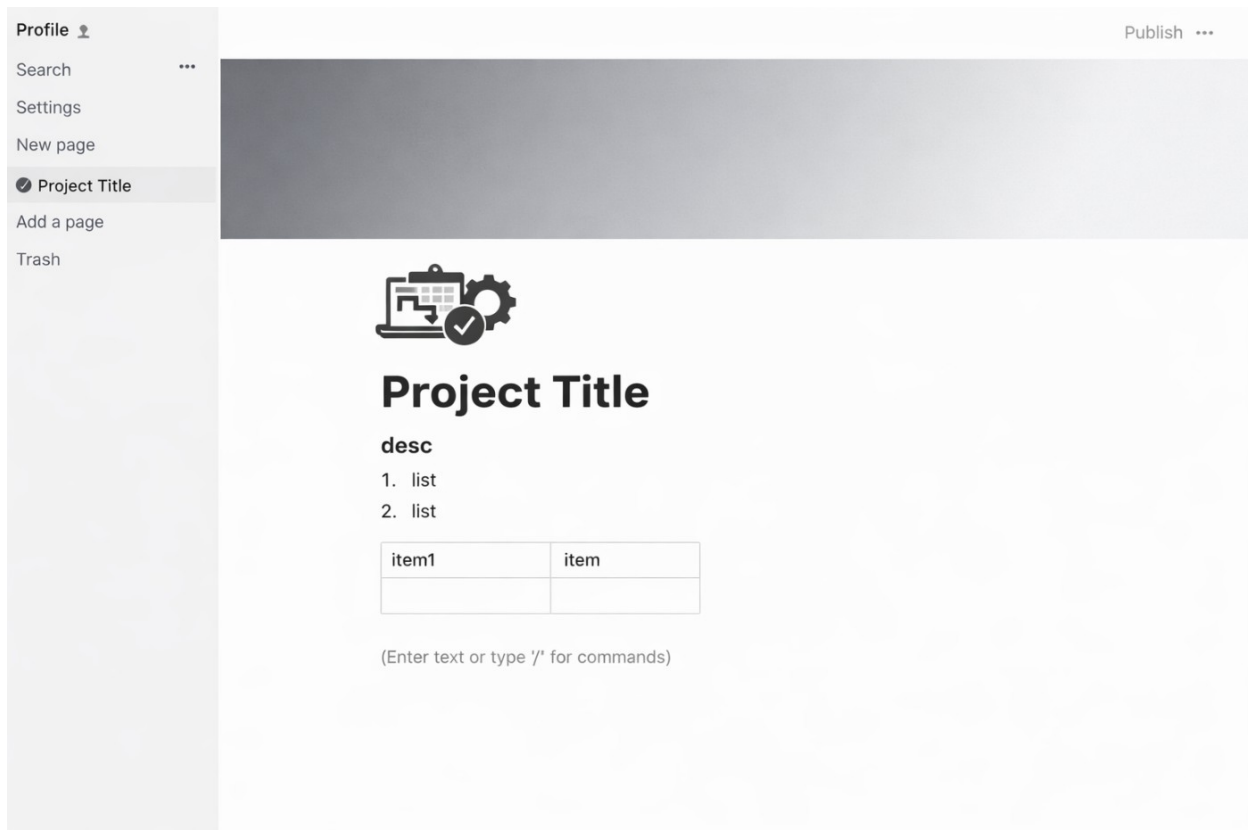 Profile
Search •••
Settings
New page
Project Title
Add a page
Trash
Publish •••
Project Title
desc
1. list
2. list
item1 item
(Enter text or type '/' for commands)